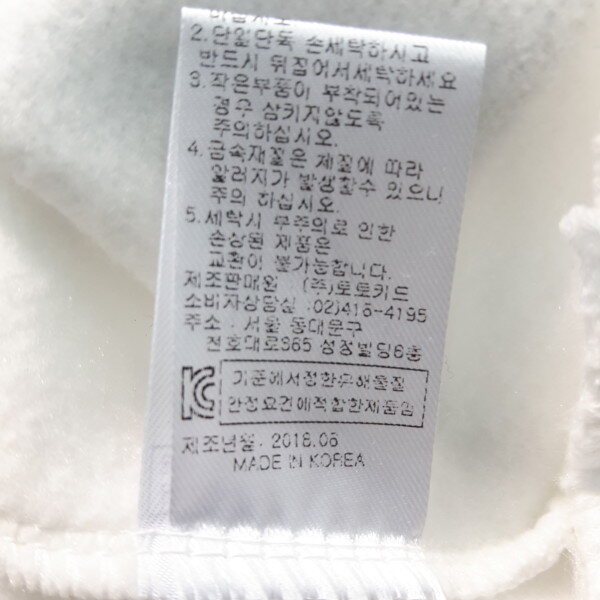 2.단일단독 손세탁하시고
반드시 뒤집어서세탁하세요
3.작은부품이 부착되어있는
경우 삼키지않도록
주의하십시오.
4.금속재질은 제질에 따라
알러지가 발생할수 있으니
주의 하십시오.
5.세탁시 부주의로 인한
손상된 제품은
교환이 불가능합니다.
제조판매원 (주)토토키드
소비자상담실 :02)416-4195
주소 · 서울 동대문구
천호대로365 성정빌딩6층
기준에서정한유해물질
안정요건에적합한제품임
제조년월· 2018.06
MADE IN KOREA